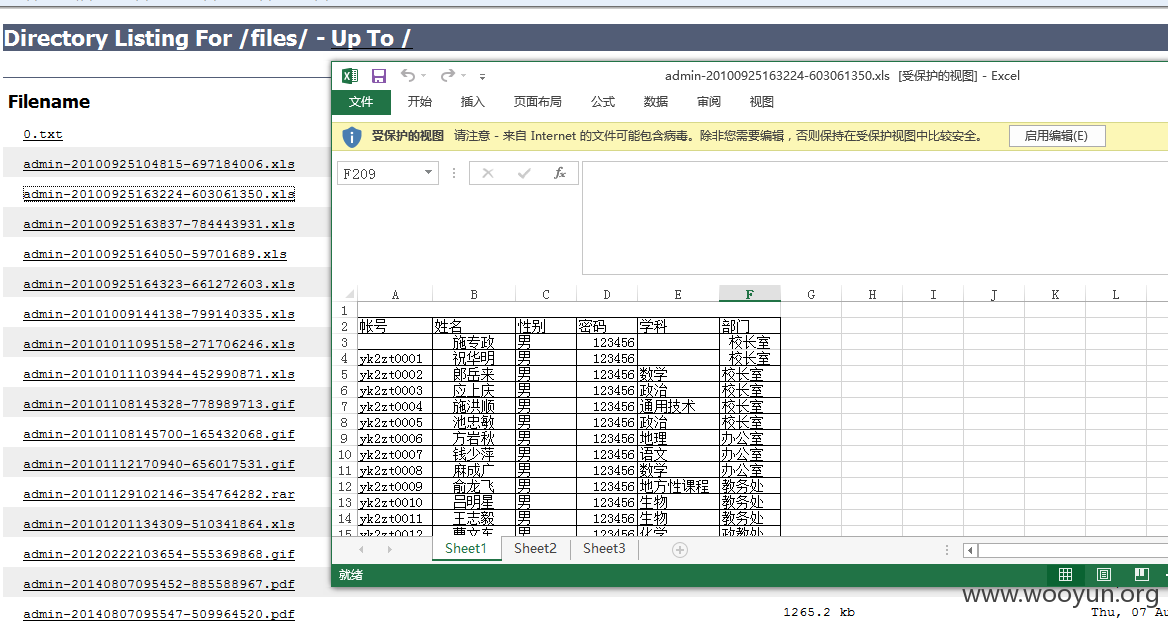 Directory Listing For /files/ - Up To /
Filename
0.txt
admin-20100925104815-697184006.xls
admin-20100925163224-603061350.xls
admin-20100925163837-784443931.xls
admin-20100925164050-59701689.xls
admin-20100925164323-661272603.xls
admin-20101009144138-799140335.xls
admin-20101011095158-271706246.xls
admin-20101011103944-452990871.xls
admin-20101108145328-778989713.gif
admin-20101108145700-165432068.gif
admin-20101112170940-656017531.gif
admin-20101129102146-354764282.rar
admin-20101201134309-510341864.xls
admin-20120222103654-555369868.gif
admin-20140807095452-885588967.pdf
admin-20140807095547-509964520.pdf
1265.2 kb
Thu, 07 Au
admin-20100925163224-603061350.xls [受保护的视图] - Excel
文件 开始 插入 页面布局 公式 数据 审阅 视图
受保护的视图 请注意 - 来自 Internet 的文件可能包含病毒。除非您需要编辑，否则保持在受保护视图中比较安全。 启用编辑(E)
F209 fx
A B C D E F G H I J K L
1
2 帐号 姓名 性别 密码 学科 部门
3 施专政 男 123456 校长室
4 yk2zt0001 祝华明 男 123456 校长室
5 yk2zt0002 郎岳来 男 123456 数学 校长室
6 yk2zt0003 应上庆 男 123456 政治 校长室
7 yk2zt0004 施洪顺 男 123456 通用技术 校长室
8 yk2zt0005 池忠敏 男 123456 政治 校长室
9 yk2zt0006 方岩秋 男 123456 地理 办公室
10 yk2zt0007 钱少萍 男 123456 语文 办公室
11 yk2zt0008 麻成广 男 123456 数学 办公室
12 yk2zt0009 俞龙飞 男 123456 地方性课程 教务处
13 yk2zt0010 吕明星 男 123456 生物 教务处
14 yk2zt0011 王志毅 男 123456 生物 教务处
15 yk2zt0012 男 123456 化学 政教处
Sheet1 Sheet2 Sheet3
就绪
www.wooyun.org